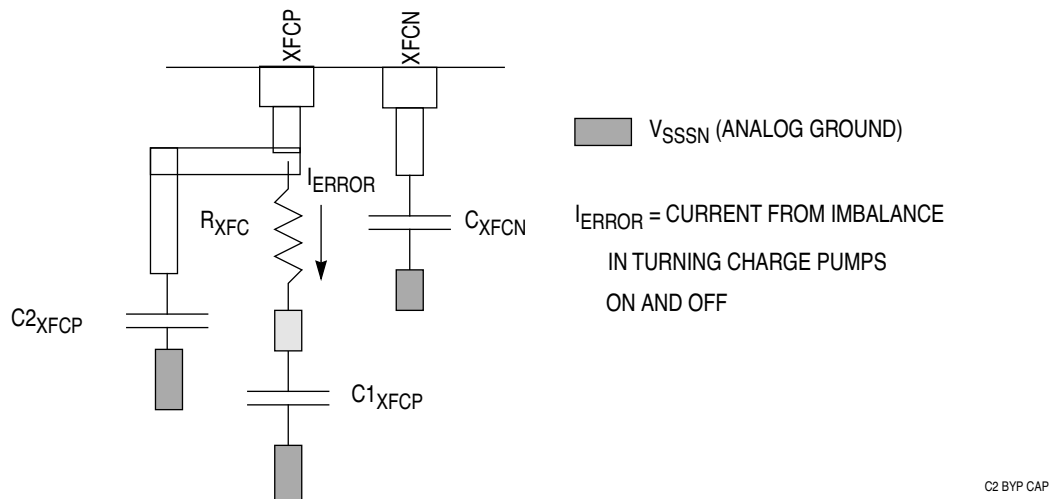 XFCP
XFCN
VSSSN (ANALOG GROUND)
IERROR
RXFC
CXFCN
IERROR = CURRENT FROM IMBALANCE
IN TURNING CHARGE PUMPS
ON AND OFF
C2XFCP
C1XFCP
C2 BYP CAP